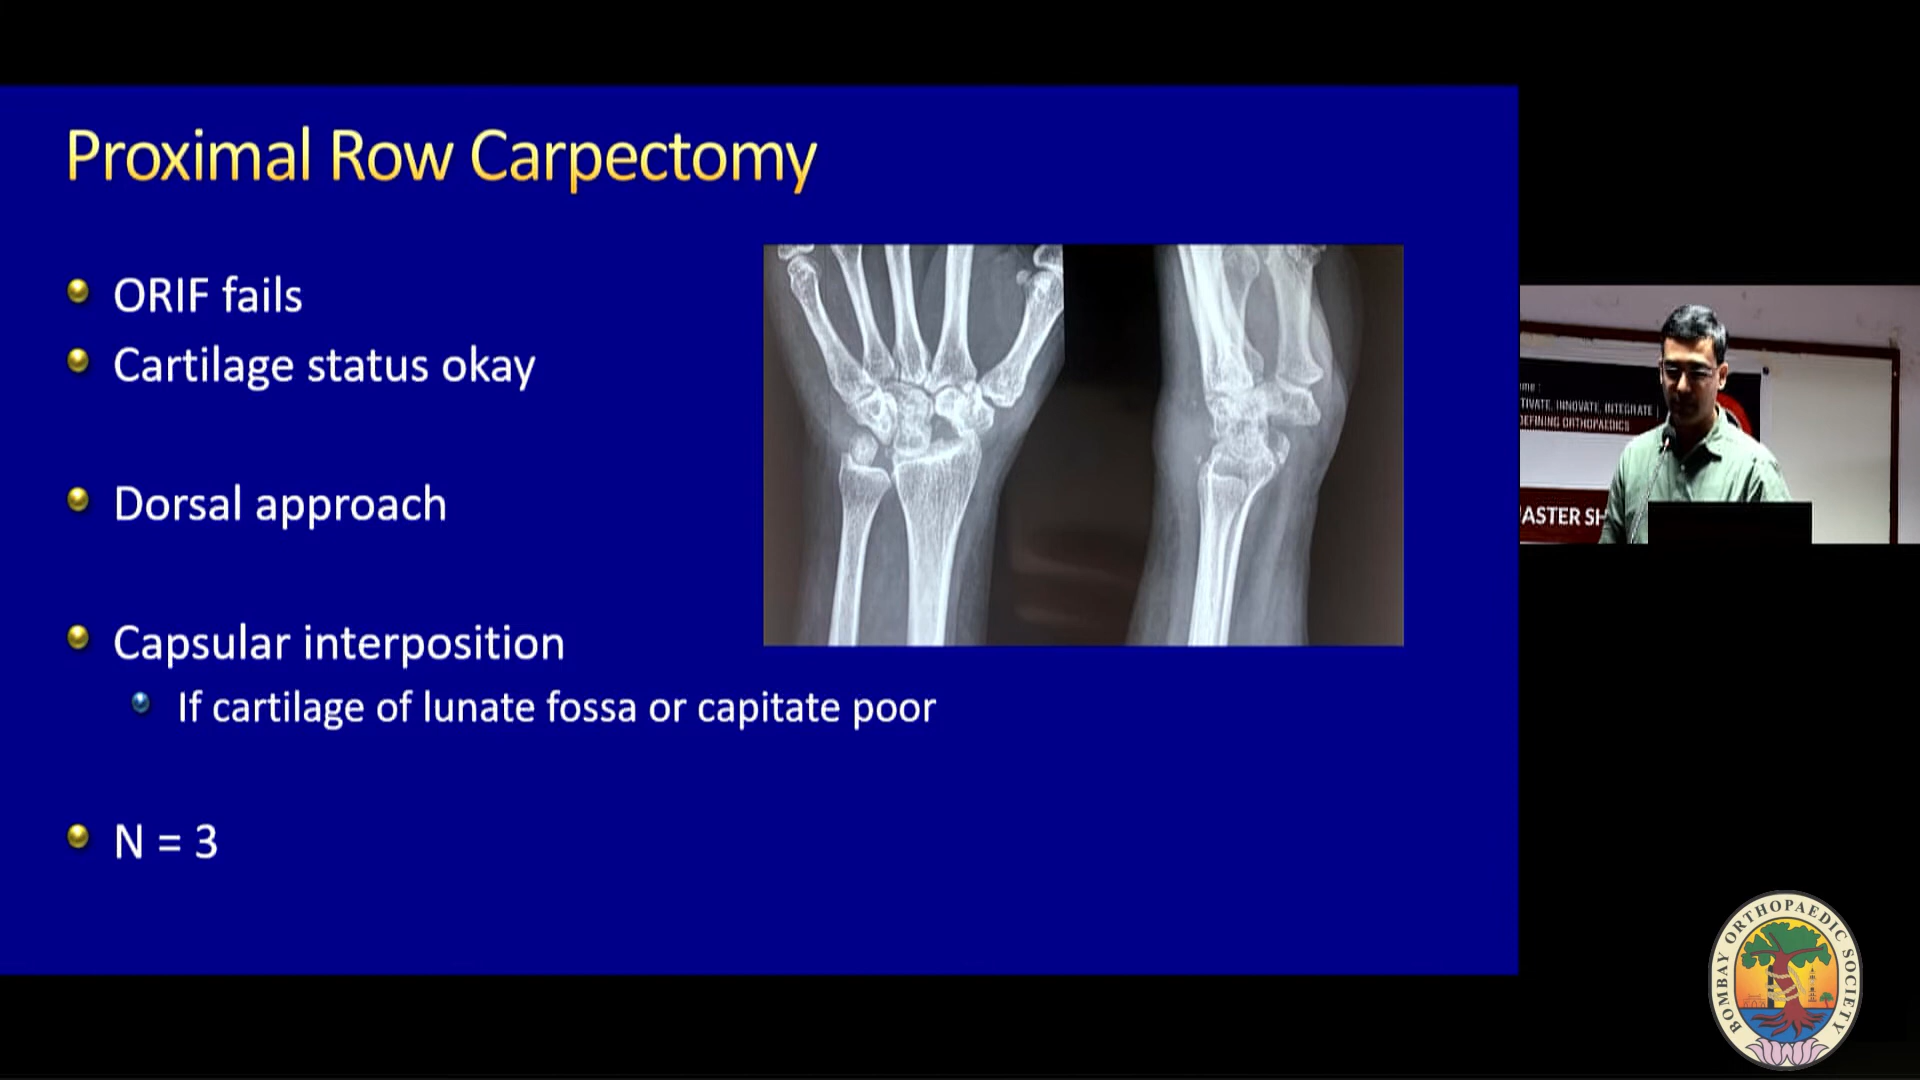 Proximal Row Carpectomy
ORIF fails
Cartilage status okay
Dorsal approach
Capsular interposition
If cartilage of lunate fossa or capitate poor
N = 3
TIVATE, INNOVATE, INTEGRATE |
DEFINING ORTHOPAEDICS
ASTER SH
BOMBAY ORTHOPAEDIC SOCIETY